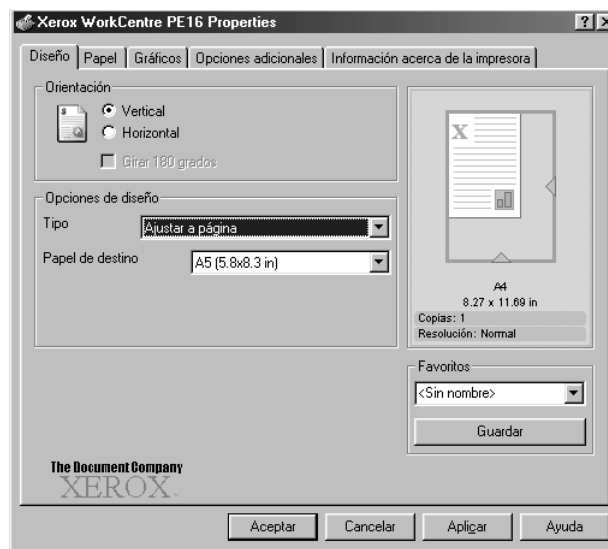 Xerox WorkCentre PE16 Properties
Diseño Papel Gráficos Opciones adicionales Información acerca de la impresora
Orientación
Vertical
Horizontal
Girar 180 grados
Opciones de diseño
Tipo Ajustar a página
Papel de destino A5 (5.8x8.3 in)
A4
8.27 x 11.69 in
Copias: 1
Resolución: Normal
Favoritos
<Sin nombre>
Guardar
The Document Company
XEROX
Aceptar Cancelar Aplicar Ayuda